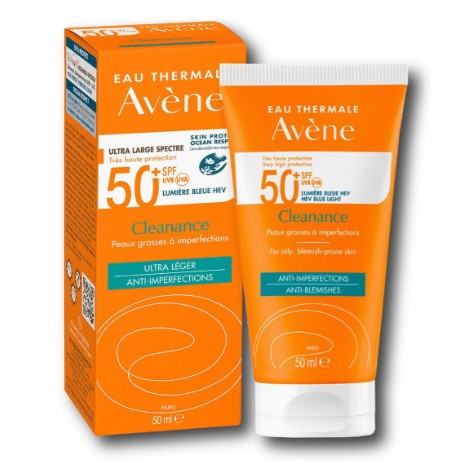 50+
EAU THERMALE
Avène
ULTRA LARGE SPECTRE
Très haute protection
SKIN PROT
OCEAN RESP
50+ SPF
UVB UVA
LUMIÈRE BLEUE HEV
Cleanance
Peaux grasses à imperfections
ULTRA LÉGER
ANTI-IMPERFECTIONS
PARIS
50 ml e
EAU THERMALE
Avène
Très haute protection
Very high protection
50+ SPF
UVB UVA
LUMIÈRE BLEUE HEV
HEV BLUE LIGHT
Cleanance
Peaux grasses à imperfections
For oily, blemish-prone skin
ANTI-IMPERFECTIONS
ANTI-BLEMISHES
PARIS
50 ml e